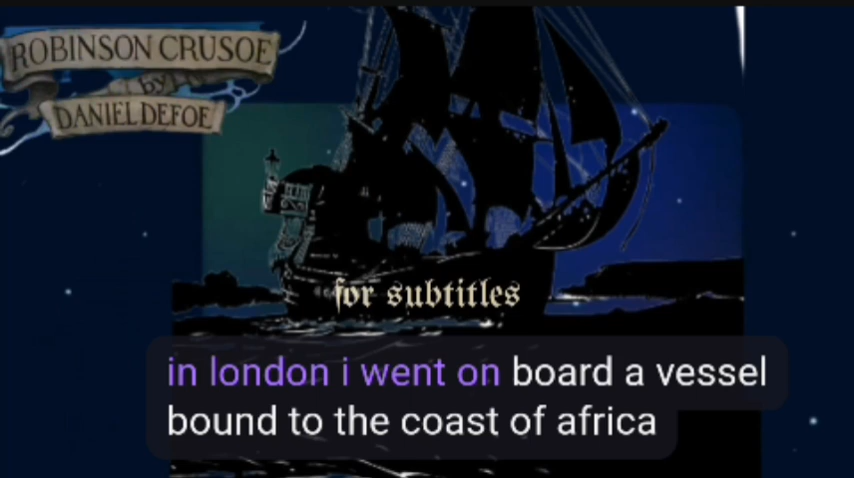 ROBINSON CRUSOE
by
DANIEL DEFOE
for subtitles
in london i went on board a vessel
bound to the coast of africa